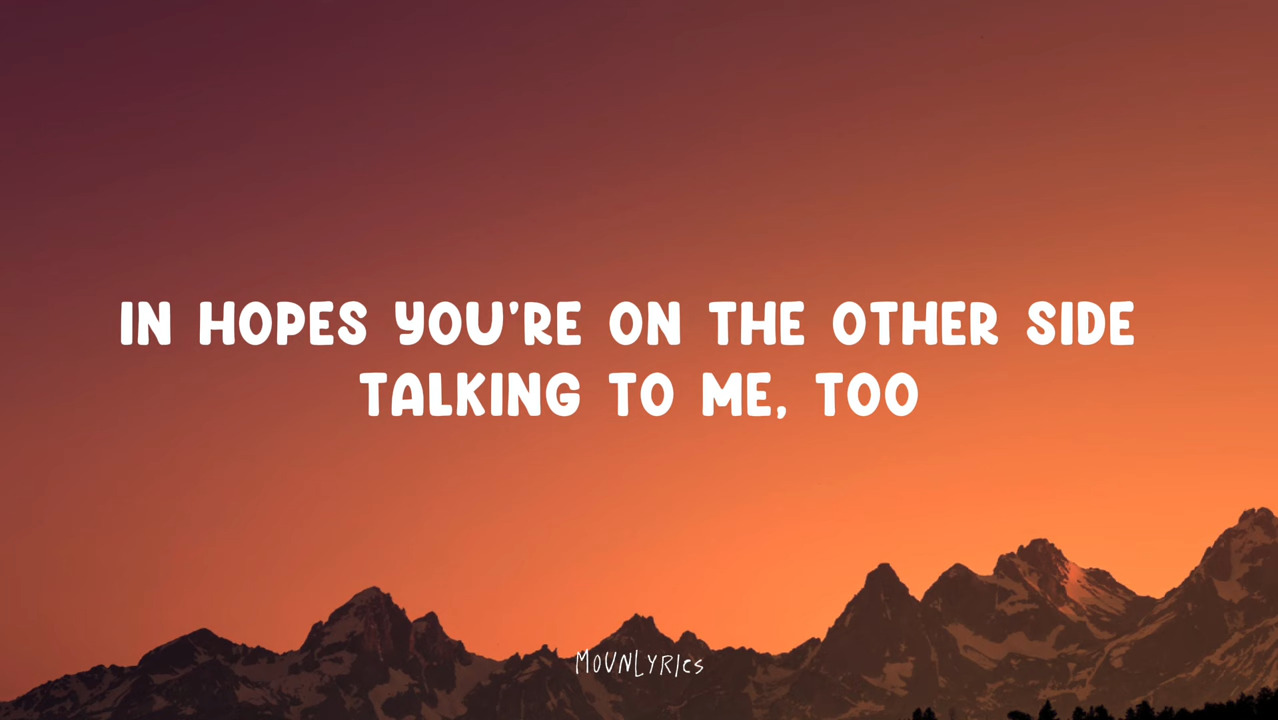 IN HOPES YOU'RE ON THE OTHER SIDE
TALKING TO ME, TOO
MOUNLYRICS